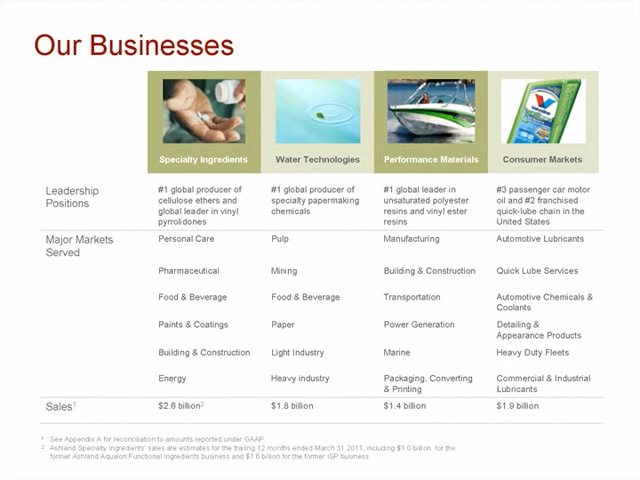 Our Businesses
Valvoline
Specialty Ingredients
Water Technologies
Performance Materials
Consumer Markets
Leadership
Positions
#1 global producer of
cellulose ethers and
global leader in vinyl
pyrrolidones
#1 global producer of
specialty papermaking
chemicals
#1 global leader in
unsaturated polyester
resins and vinyl ester
resins
#3 passenger car motor
oil and #2 franchised
quick-lube chain in the
United States
Major Markets
Served
Personal Care
Pulp
Manufacturing
Automotive Lubricants
Pharmaceutical
Mining
Building & Construction
Quick Lube Services
Food & Beverage
Food & Beverage
Transportation
Automotive Chemicals &
Coolants
Paints & Coatings
Paper
Power Generation
Detailing &
Appearance Products
Building & Construction
Light Industry
Marine
Heavy Duty Fleets
Energy
Heavy industry
Packaging, Converting
& Printing
Commercial & Industrial
Lubricants
Sales1
$2.6 billion2
$1.8 billion
$1.4 billion
$1.9 billion
1 See Appendix A for reconciliation to amounts reported under GAAP.
2 Ashland Specialty Ingredients' sales are estimates for the trailing 12 months ended March 31 2011, including $1.0 billion for the
former Ashland Aqualon Functional Ingredients business and $1.6 billion for the former ISP business